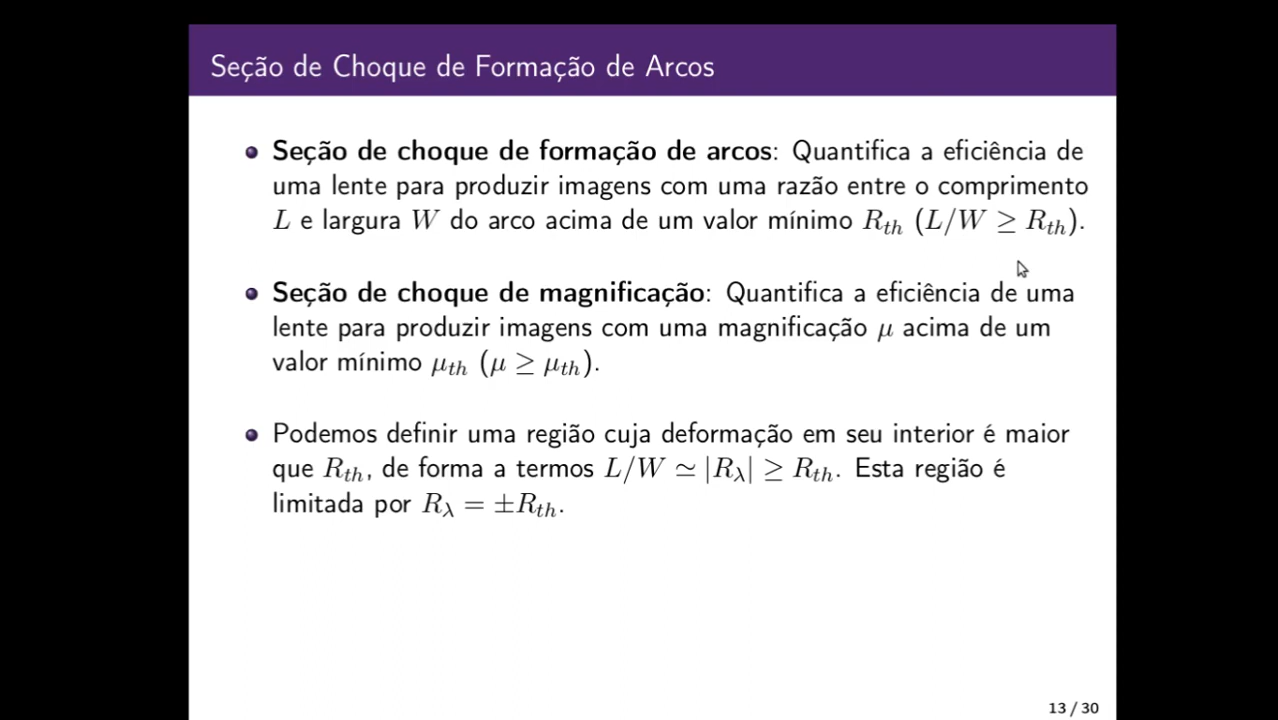 Seção de Choque de Formação de Arcos
Seção de choque de formação de arcos: Quantifica a eficiência de
uma lente para produzir imagens com uma razão entre o comprimento
L e largura W do arco acima de um valor mínimo R_th (L/W ≥ R_th).
Seção de choque de magnificação: Quantifica a eficiência de uma
lente para produzir imagens com uma magnificação μ acima de um
valor mínimo μ_th (μ ≥ μ_th).
Podemos definir uma região cuja deformação em seu interior é maior
que R_th, de forma a termos L/W ≃ |R_λ| ≥ R_th. Esta região é
limitada por R_λ = ±R_th.
13 / 30